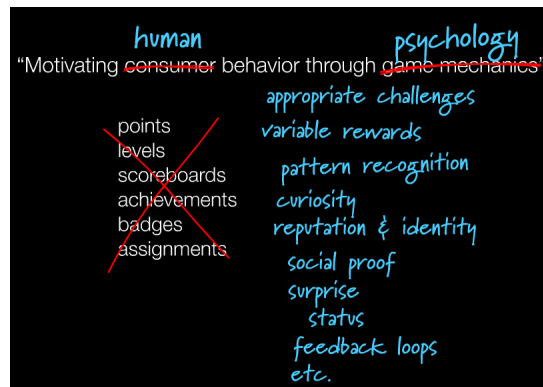 human psychology
“Motivating consumer behavior through game mechanics”
appropriate challenges
points
variable rewards
levels
scoreboards
pattern recognition
achievements
curiosity
badges
reputation & identity
assignments
social proof
surprise
status
feedback loops
etc.